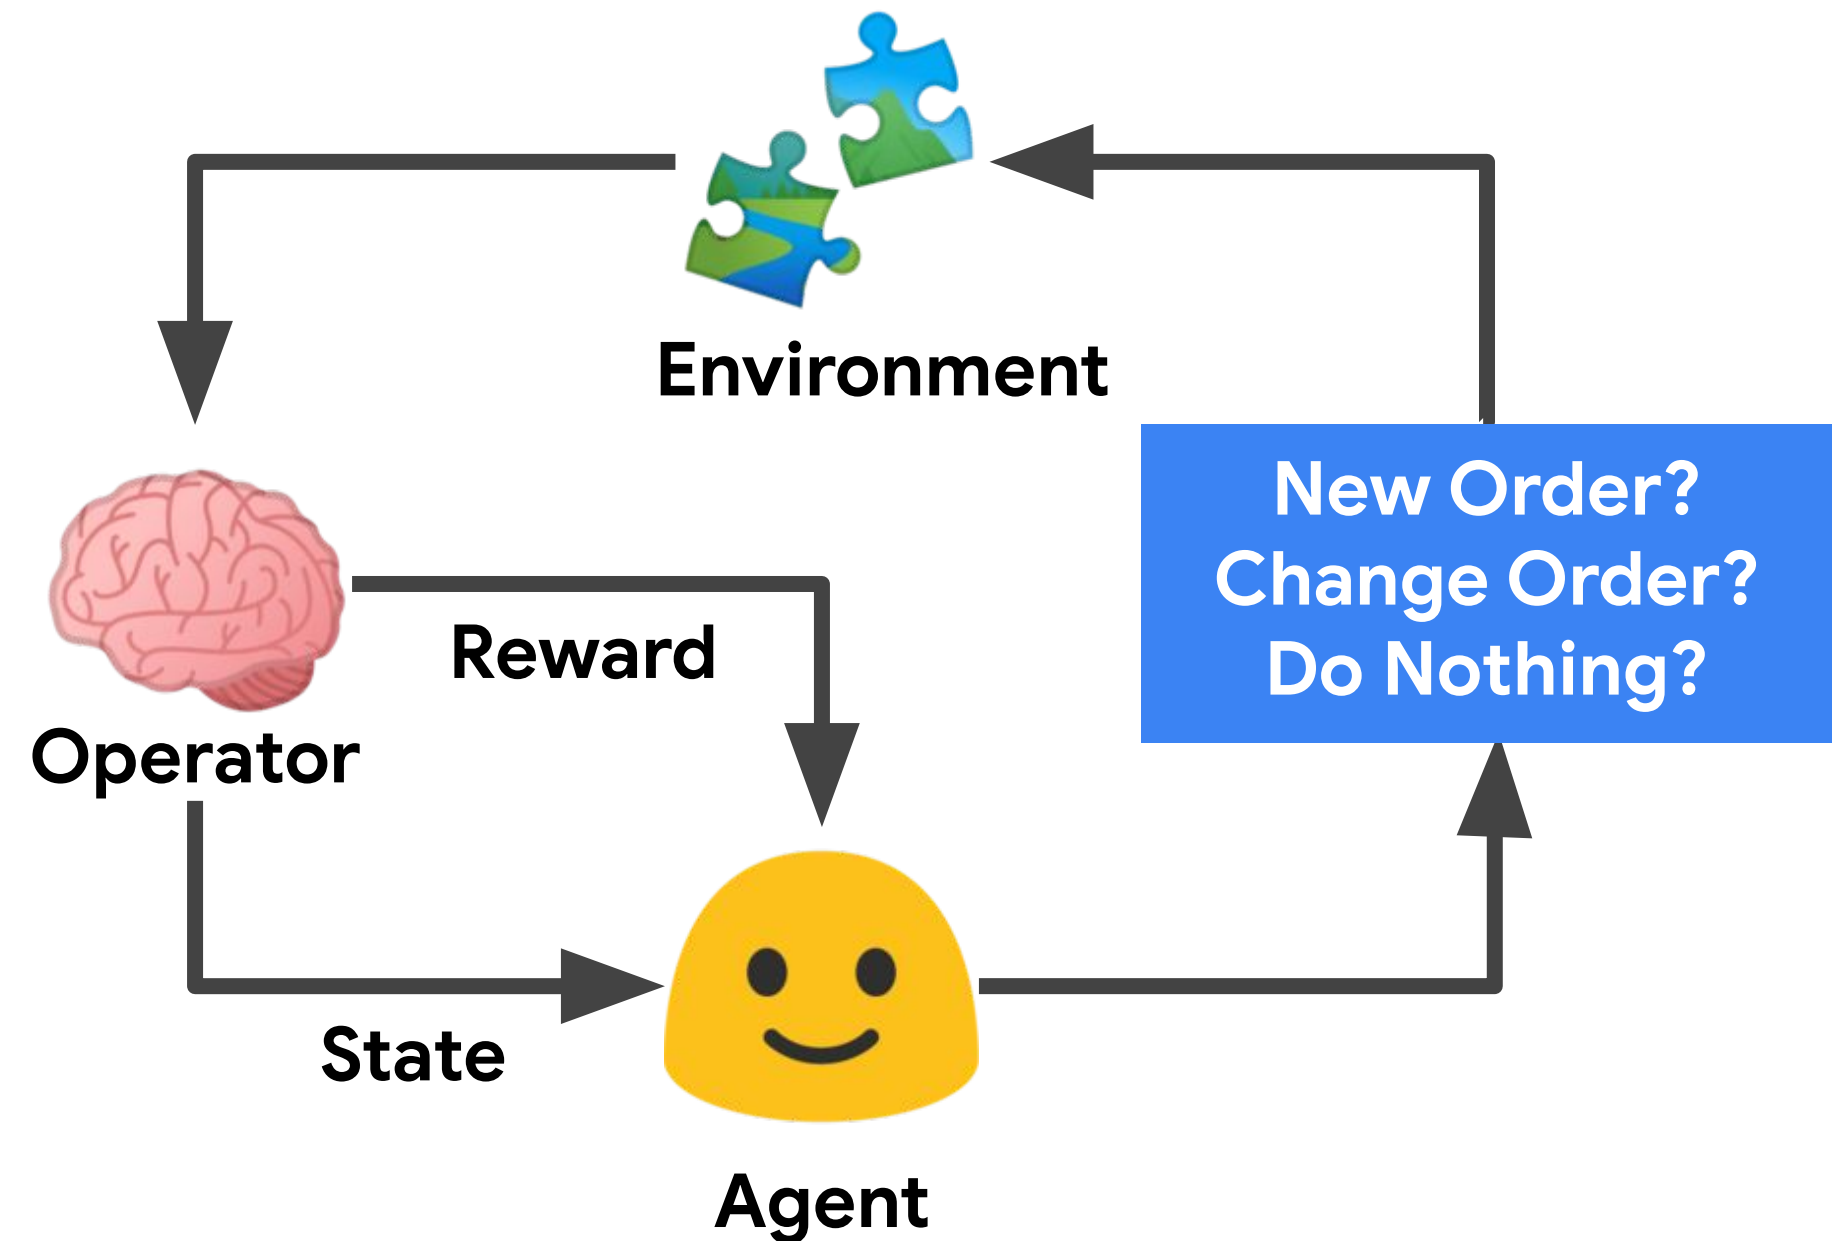 Environment
New Order?
Change Order?
Do Nothing?
Reward
Operator
State
Agent